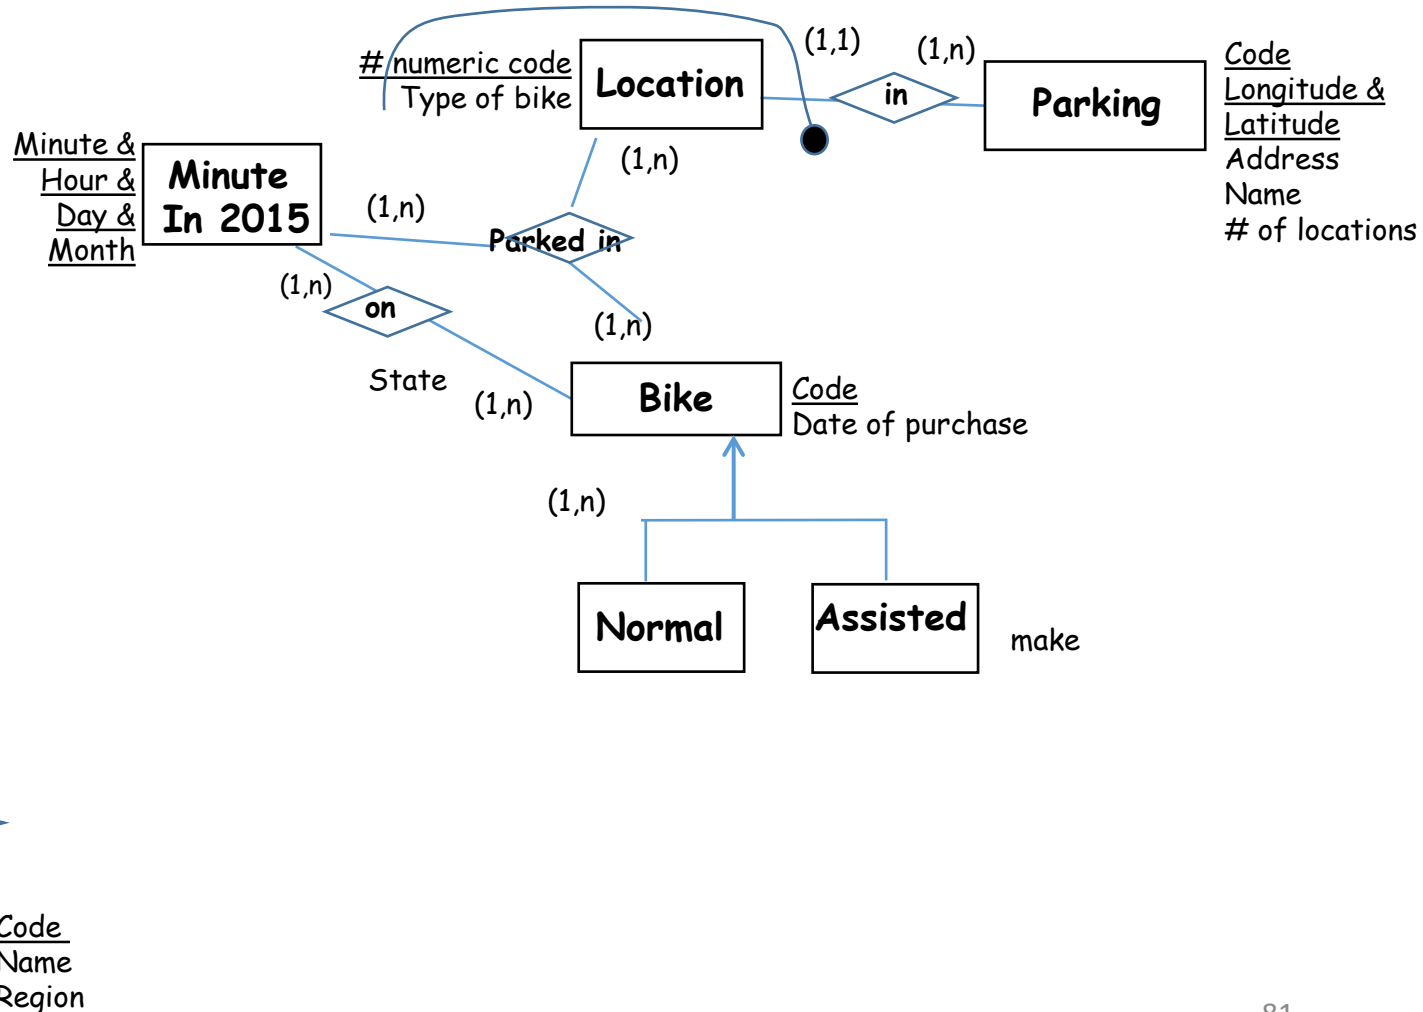 (1,1)
(1,n)
# numeric code
Type of bike
Location
in
Parking
Code
Longitude &
Latitude
Address
Name
# of locations
Minute &
Hour &
Day &
Month
Minute
In 2015
(1,n)
(1,n)
Parked in
(1,n)
on
(1,n)
State
(1,n)
Bike
Code
Date of purchase
(1,n)
Normal
Assisted
make
Code
Name
Region
81